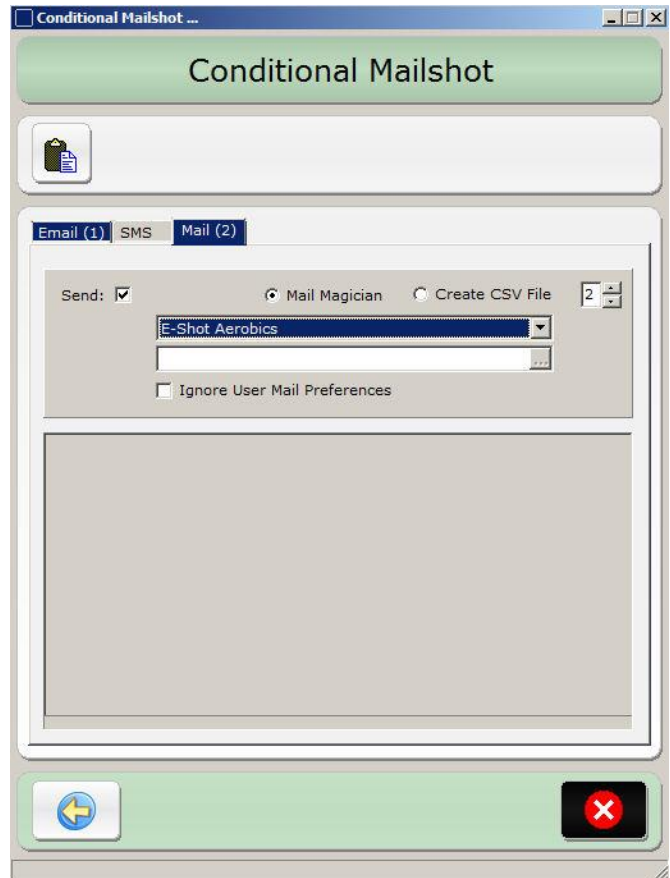 Conditional Mailshot ...
Conditional Mailshot
Email (1) SMS Mail (2)
Send: Mail Magician Create CSV File 2
E-Shot Aerobics
...
Ignore User Mail Preferences